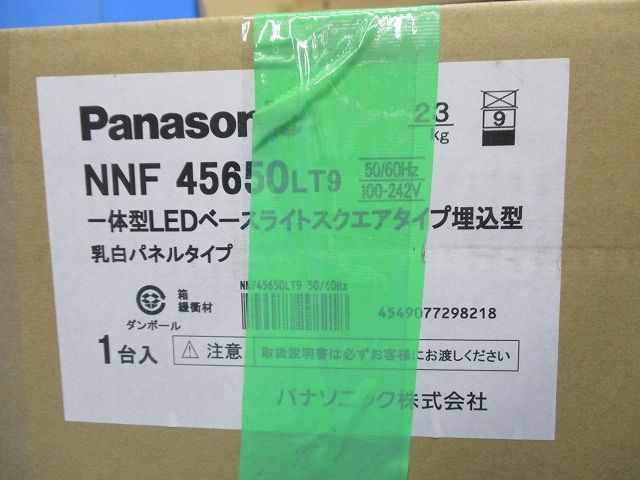 Panasonic
23
kg
9
NNF 45650LT9
50/60Hz
100-242V
一体型LEDベースライトスクエアタイプ埋込型
乳白パネルタイプ
箱
緩衝材
ダンボール
NNF45650LT9 50/60Hz
4549077298218
1台入
注意
取扱説明書は必ずお客様にお渡しください
パナソニック株式会社